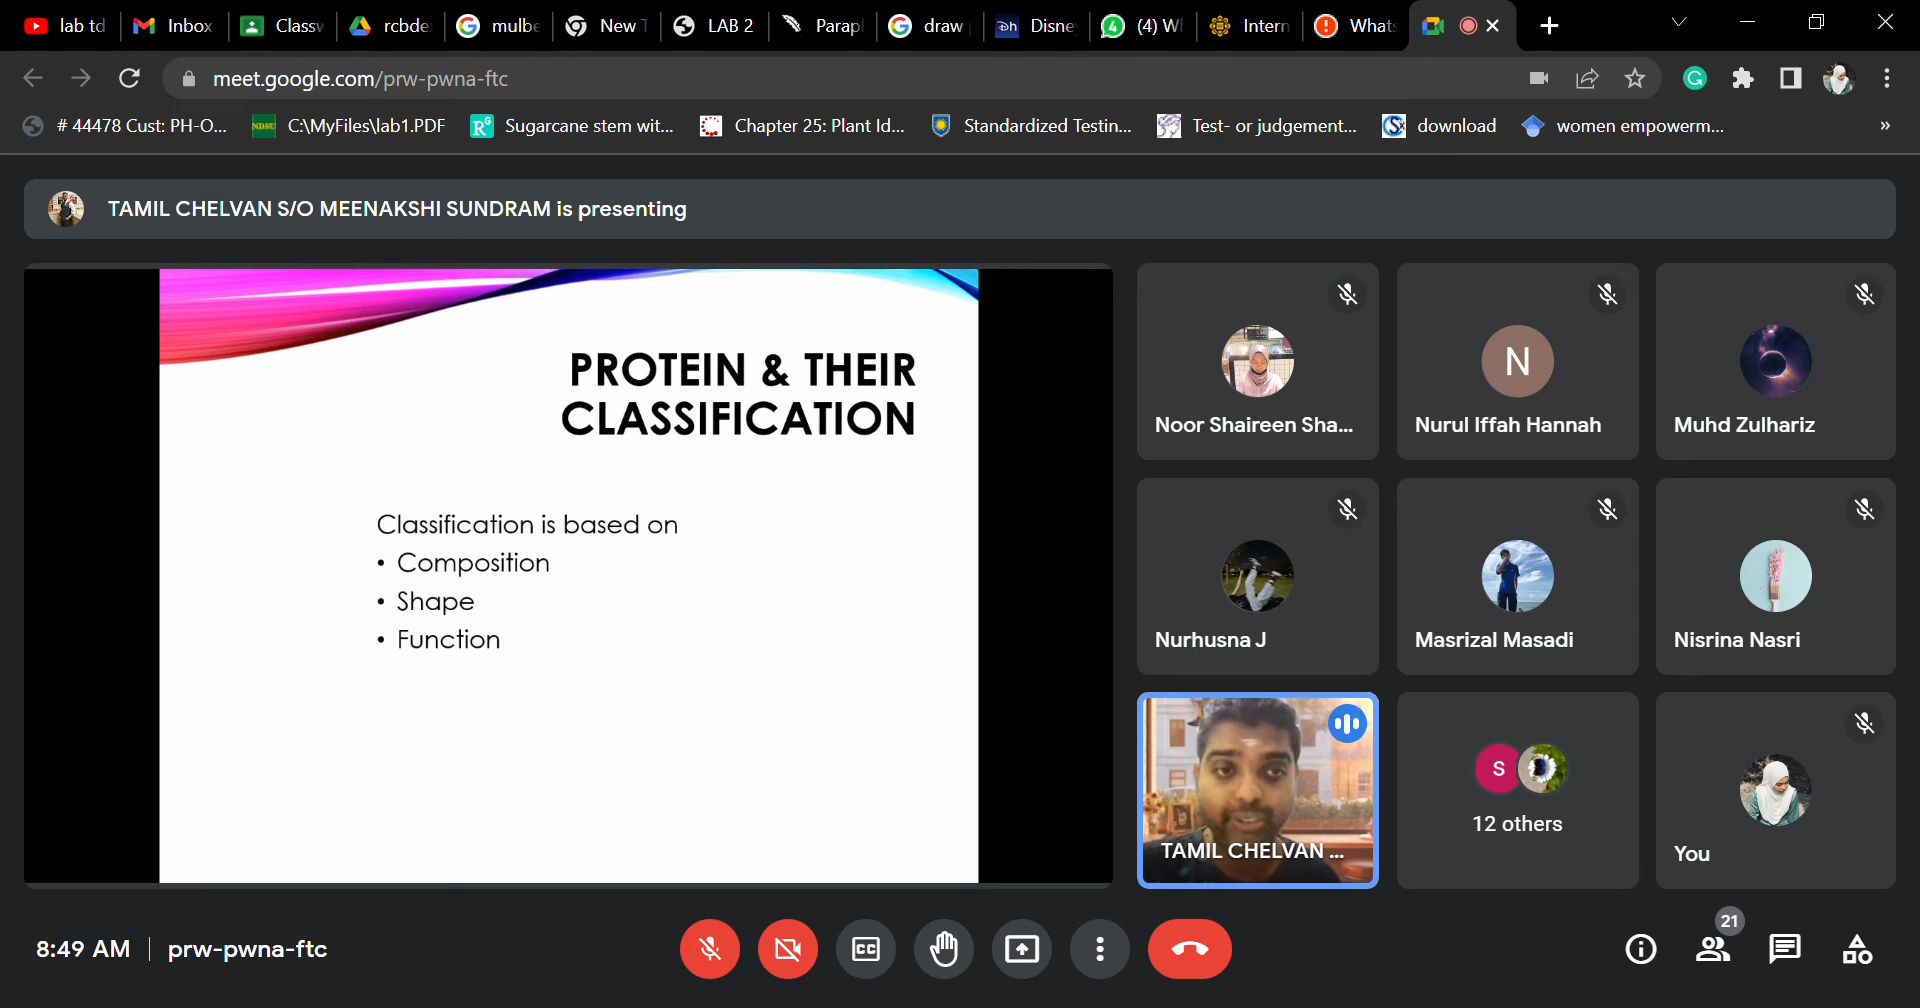 lab td
Inbox
Classw
rcbde
mulbe
New T
LAB 2
Parapl
draw
Disne
(4) W
Intern
What
meet.google.com/prw-pwna-ftc
# 44478 Cust: PH-O...
C:\MyFiles\lab1.PDF
Sugarcane stem wit...
Chapter 25: Plant Id...
Standardized Testin...
Test- or judgement...
download
women empowerm...
»
TAMIL CHELVAN S/O MEENAKSHI SUNDRAM is presenting
PROTEIN & THEIR
CLASSIFICATION
Classification is based on
• Composition
• Shape
• Function
Noor Shaireen Sha...
N
Nurul Iffah Hannah
Muhd Zulhariz
Nurhusna J
Masrizal Masadi
Nisrina Nasri
TAMIL CHELVAN ...
S
12 others
You
8:49 AM | prw-pwna-ftc
CC
21